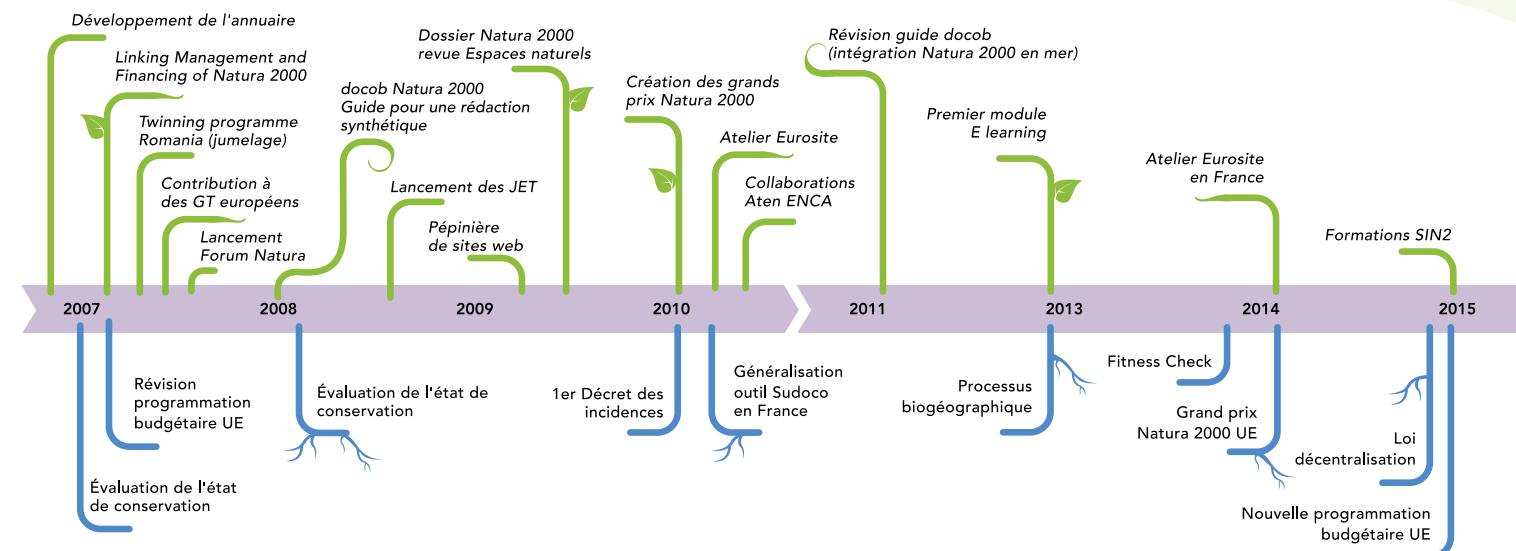 Développement de l'annuaire
Linking Management and
Financing of Natura 2000
Twinning programme
Romania (jumelage)
Contribution à
des GT européens
Lancement
Forum Natura
docob Natura 2000
Guide pour une rédaction
synthétique
Lancement des JET
Dossier Natura 2000
revue Espaces naturels
Pépinière
de sites web
Création des grands
prix Natura 2000
Atelier Eurosite
Collaborations
Aten ENCA
Révision guide docob
(intégration Natura 2000 en mer)
Premier module
E learning
Atelier Eurosite
en France
Formations SIN2
2007
2008
2009
2010
2011
2013
2014
2015
Révision
programmation
budgétaire UE
Évaluation de l'état
de conservation
Évaluation de l'état de
conservation
1er Décret des
incidences
Généralisation
outil Sudoco
en France
Processus
biogéographique
Fitness Check
Grand prix
Natura 2000 UE
Loi
décentralisation
Nouvelle programmation
budgétaire UE